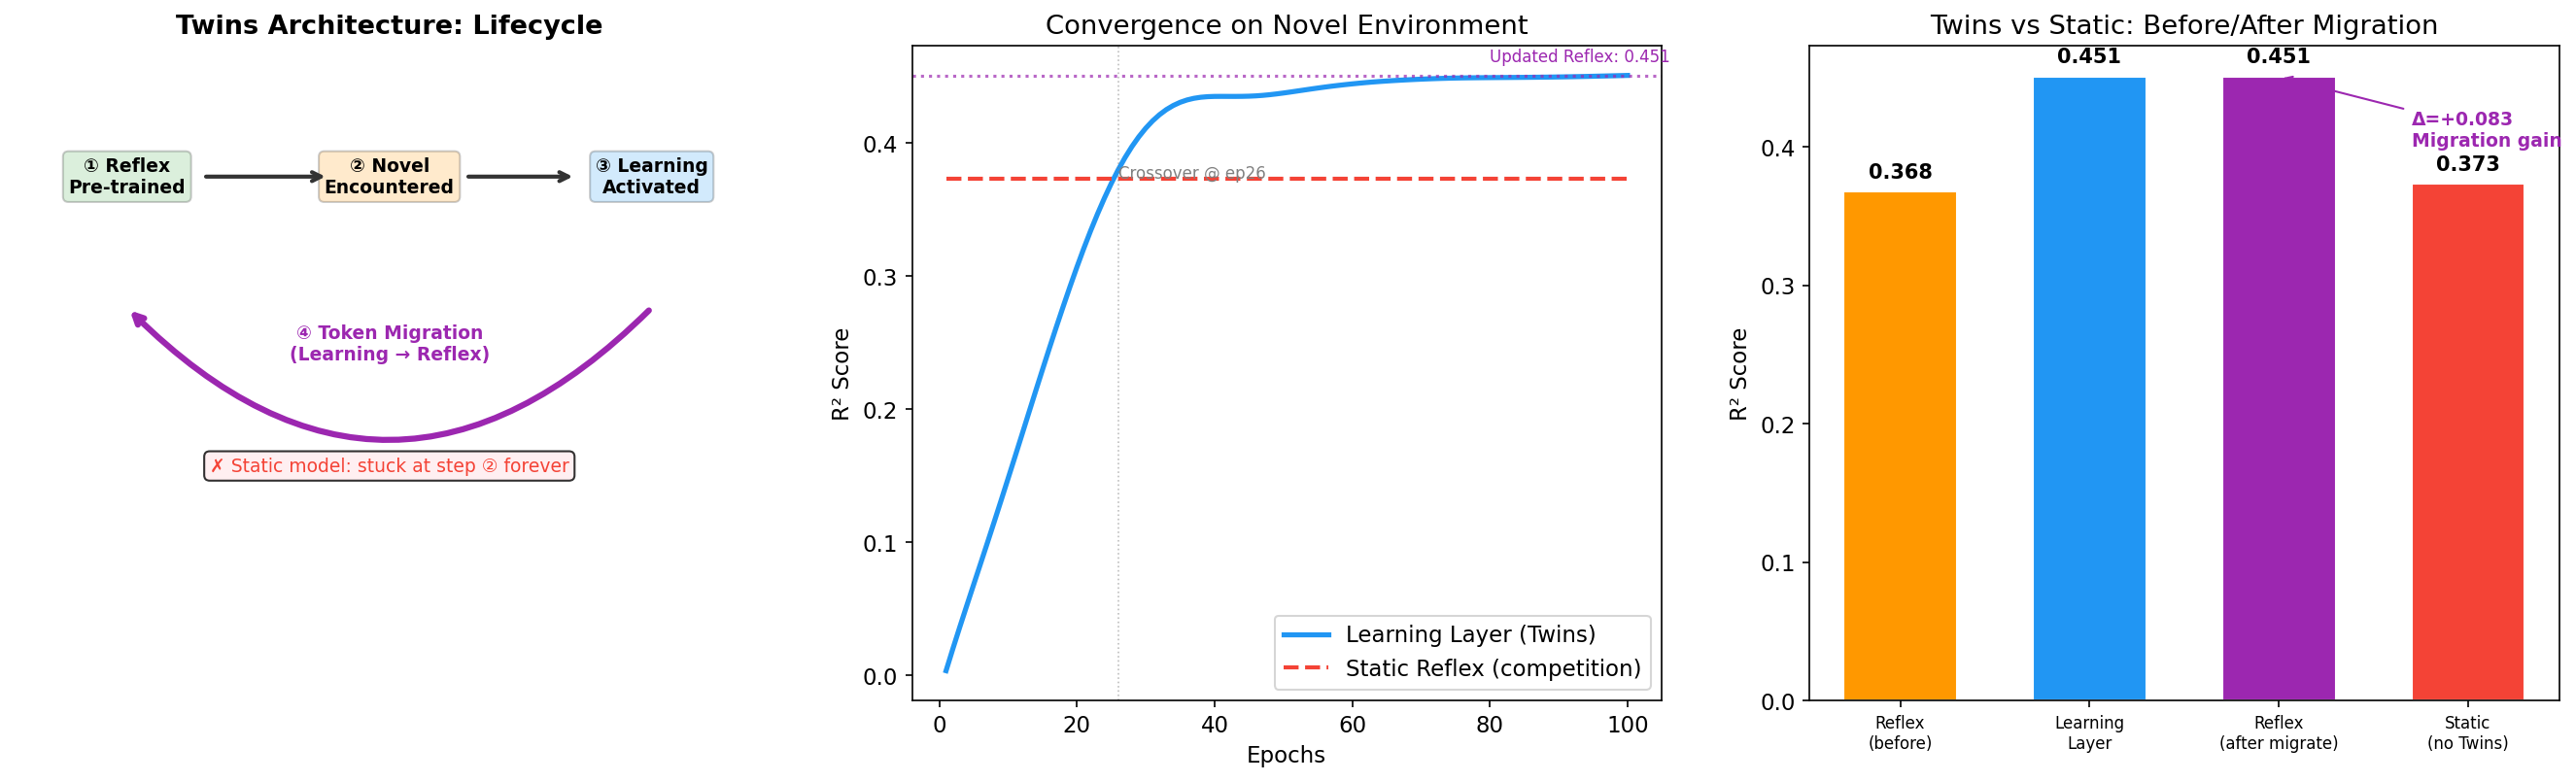 Twins Architecture: Lifecycle
① Reflex
Pre-trained
② Novel
Encountered
③ Learning
Activated
④ Token Migration
(Learning → Reflex)
✗ Static model: stuck at step ② forever
Convergence on Novel Environment
Updated Reflex: 0.451
Crossover @ ep26
R² Score
0.4
0.3
0.2
0.1
0.0
Learning Layer (Twins)
Static Reflex (competition)
0
20
40
60
80
100
Epochs
Twins vs Static: Before/After Migration
R² Score
0.4
0.3
0.2
0.1
0.0
0.368
0.451
0.451
Δ=+0.083
Migration gain
0.373
Reflex
(before)
Learning
Layer
Reflex
(after migrate)
Static
(no Twins)